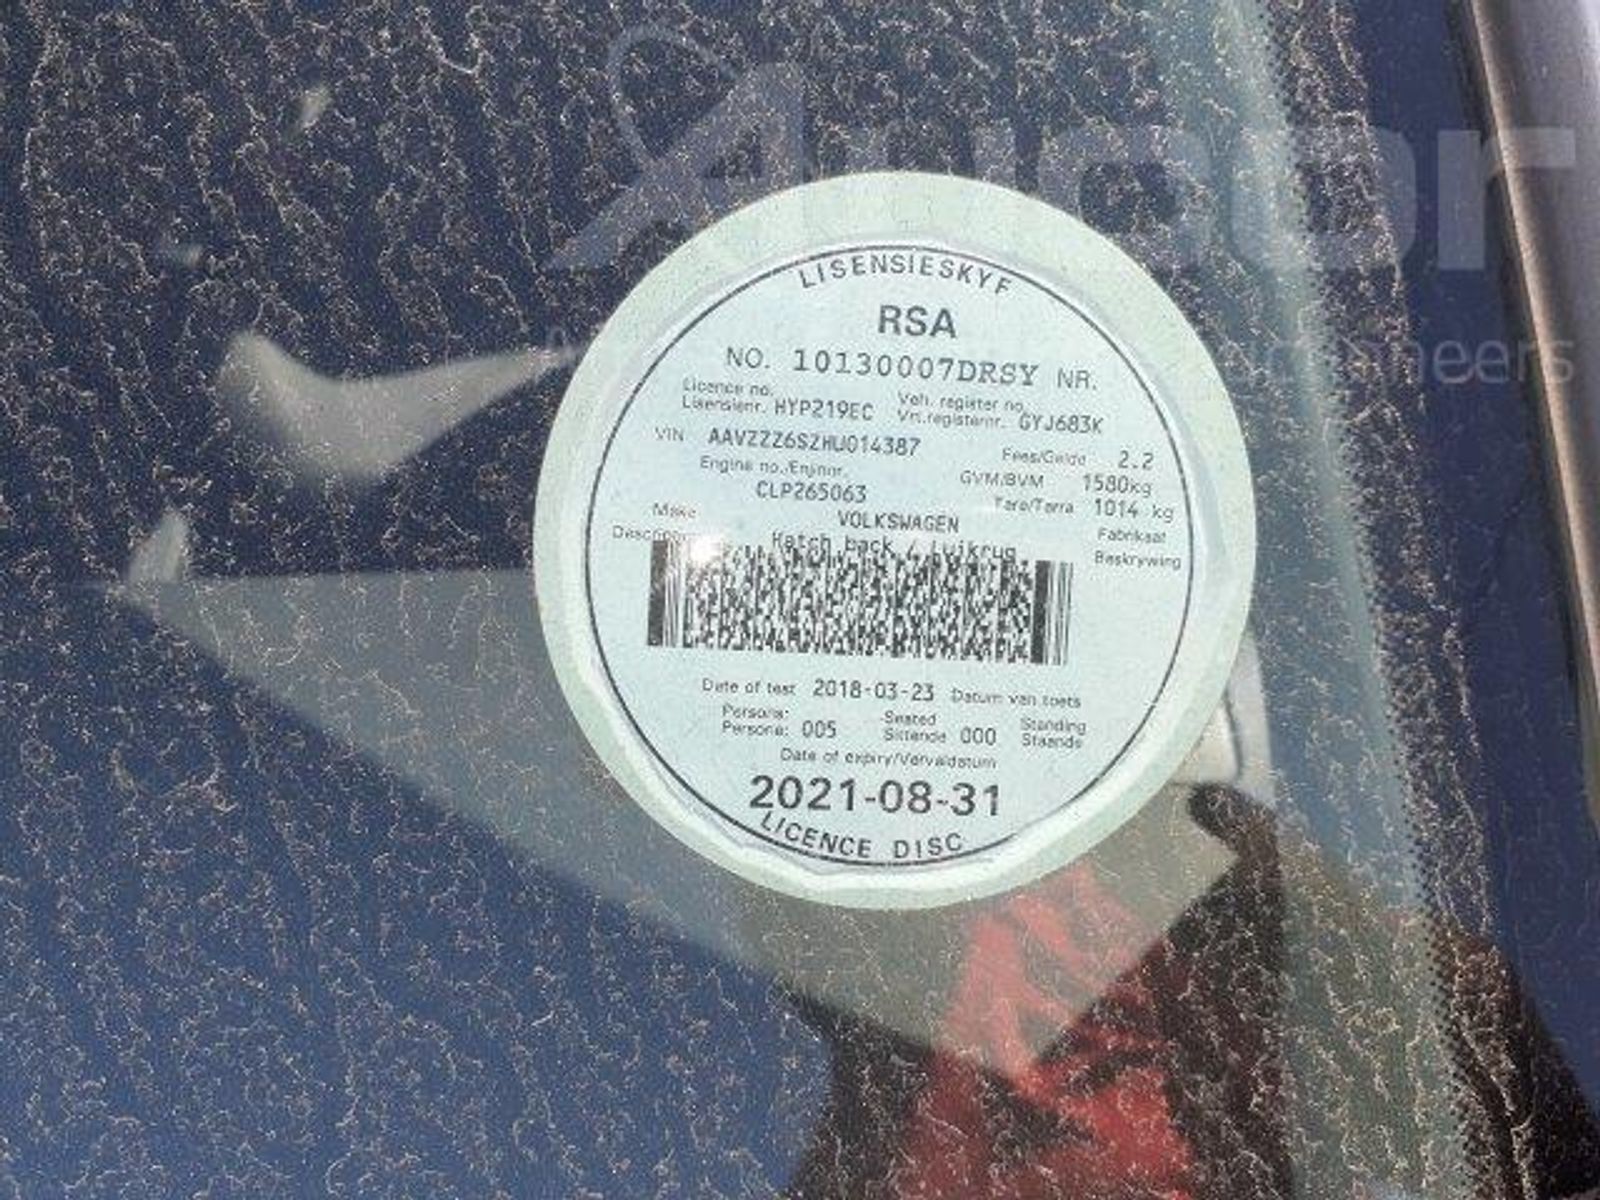 LISENSIESKYF
RSA
NO. 10130007DRSY NR.
Licence no.
Lisensienr. HYP219EC
Veh. register no.
Vrt.registernr. GYJ683K
VIN AAVZZZ6SZHU014387
Fees/Gelde 2.2
Engine no./Enjinnr.
CLP265063
GVM/BVM 1580kg
Tare/Tarra 1014 kg
Make VOLKSWAGEN Fabrikaat
Hatch back / Luikrug Beskrywing
Date of test 2018-03-23 Datum van toets
Persons: Seated Standing
Persone: 005 Sittende 000 Staande
Date of expiry/Vervaldatum
2021-08-31
LICENCE DISC